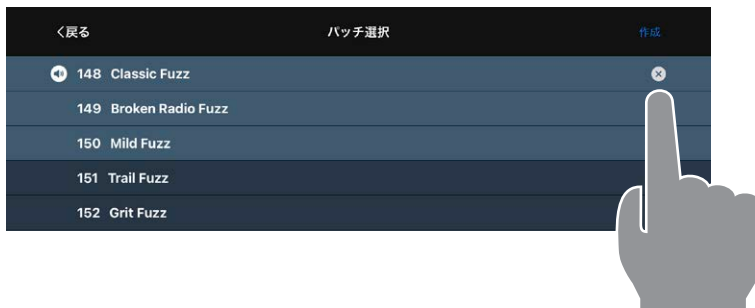 く戻る
パッチ選択
作成
148 Classic Fuzz
149 Broken Radio Fuzz
150 Mild Fuzz
151 Trail Fuzz
152 Grit Fuzz